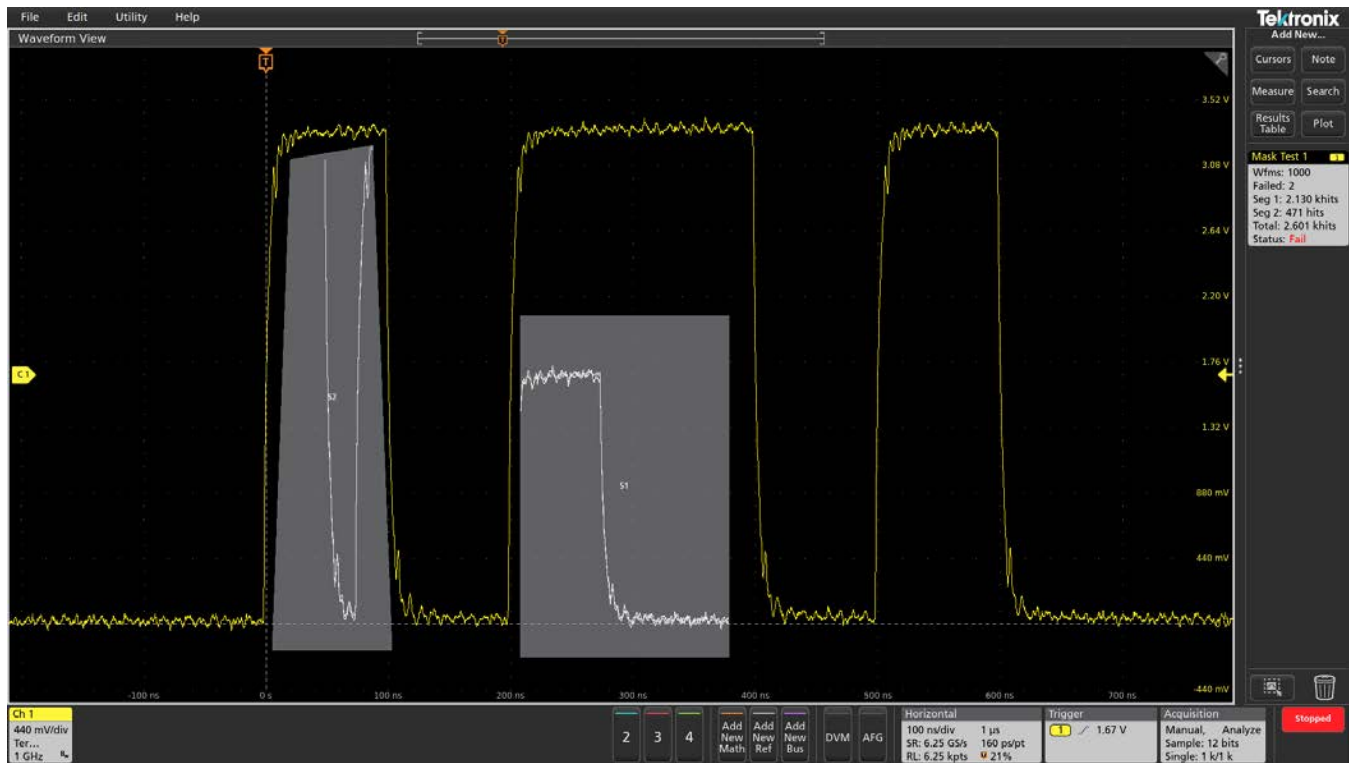 File Edit Utility Help
Tektronix
Waveform View
Add New...
T
T
Cursors Note
Measure Search
Results Table Plot
3.52 V
3.08 V
2.64 V
2.20 V
1.76 V
1.32 V
880 mV
440 mV
-440 mV
Mask Test 1 1
Wfms: 1000
Failed: 2
Seg 1: 2.130 khits
Seg 2: 471 hits
Total: 2.601 khits
Status: Fail
C1
S2
S1
-100 ns 0 s 100 ns 200 ns 300 ns 400 ns 500 ns 600 ns 700 ns
Ch 1
440 mV/div
Ter...
1 GHz
2 3 4
Add New Math
Add New Ref
Add New Bus
DVM AFG
Horizontal
100 ns/div 1 µs
SR: 6.25 GS/s 160 ps/pt
RL: 6.25 kpts 21%
Trigger
1 1.67 V
Acquisition
Manual, Analyze
Sample: 12 bits
Single: 1 k/1 k
Stopped